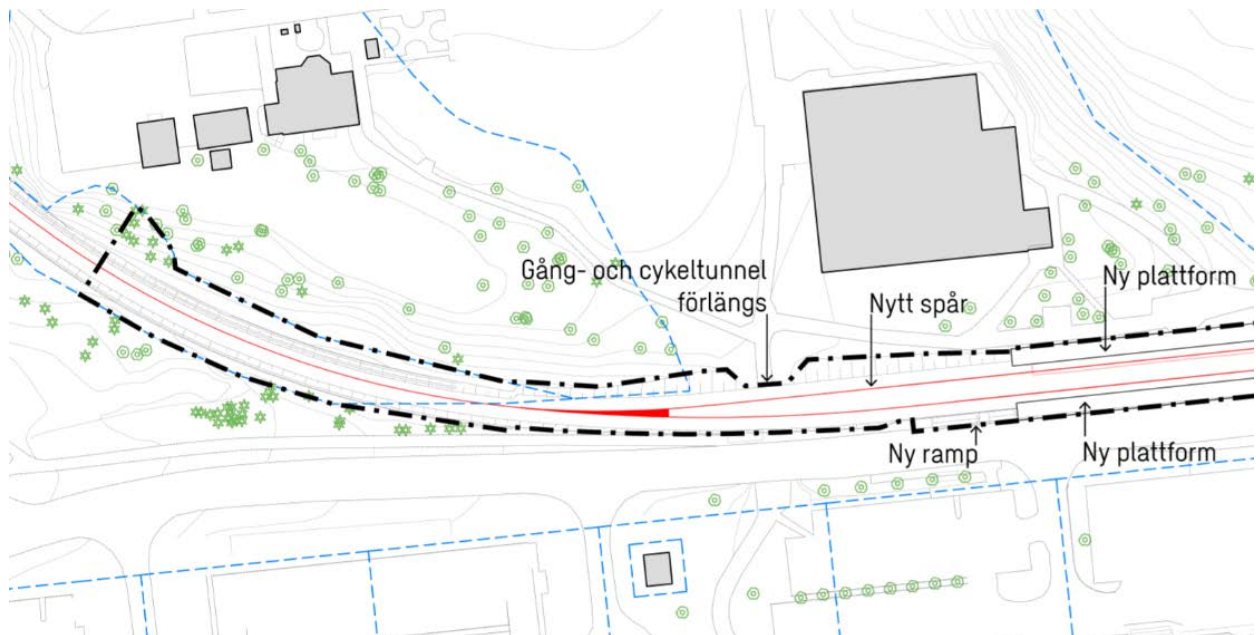 Gång- och cykeltunnel
förlängs
Nytt spår
Ny plattform
Ny ramp
Ny plattform